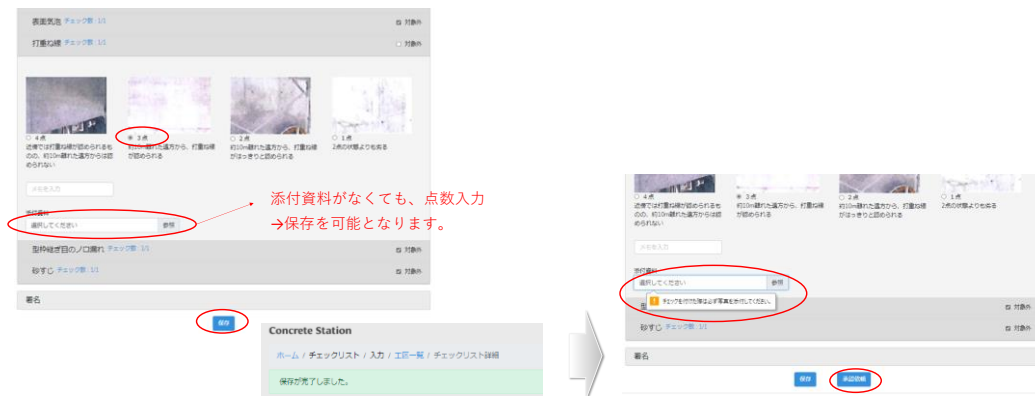 表面気泡 チェック数: 1/1
対象外
打重ね線 チェック数: 1/1
対象外
4点
近傍では打重ね線が認められるものの、約10m離れた遠方からは認められない
3点
約10m離れた遠方から、打重ね線が認められる
2点
約10m離れた遠方から、打重ね線がはっきりと認められる
1点
2点の状態よりも劣る
メモを入力
添付資料
選択してください
参照
型枠継ぎ目のノロ漏れ チェック数: 1/1
対象外
砂すじ チェック数: 1/1
対象外
署名
保存
添付資料がなくても、点数入力
→保存を可能となります。
Concrete Station
ホーム / チェックリスト / 入力 / 工区一覧 / チェックリスト詳細
保存が完了しました。
4点
近傍では打重ね線が認められるものの、約10m離れた遠方からは認められない
3点
約10m離れた遠方から、打重ね線が認められる
2点
約10m離れた遠方から、打重ね線がはっきりと認められる
1点
2点の状態よりも劣る
メモを入力
添付資料
選択してください
参照
チェックを付けた際は必ず写真を添付してください。
型
対象外
砂すじ チェック数: 1/1
対象外
署名
保存
承認依頼